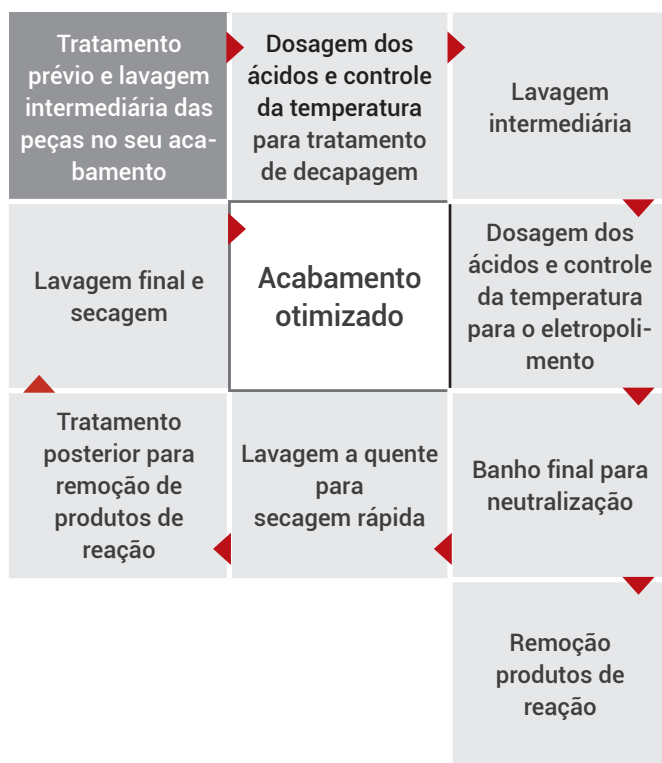 Tratamento
prévio e lavagem
intermediária das
peças no seu aca-
bamento
Dosagem dos
ácidos e controle
da temperatura
para tratamento
de decapagem
Lavagem
intermediária
Lavagem final e
secagem
Acabamento
otimizado
Dosagem dos
ácidos e controle
da temperatura
para o eletropoli-
mento
Tratamento
posterior para
remoção de
produtos de
reação
Lavagem a quente
para
secagem rápida
Banho final para
neutralização
Remoção
produtos de
reação